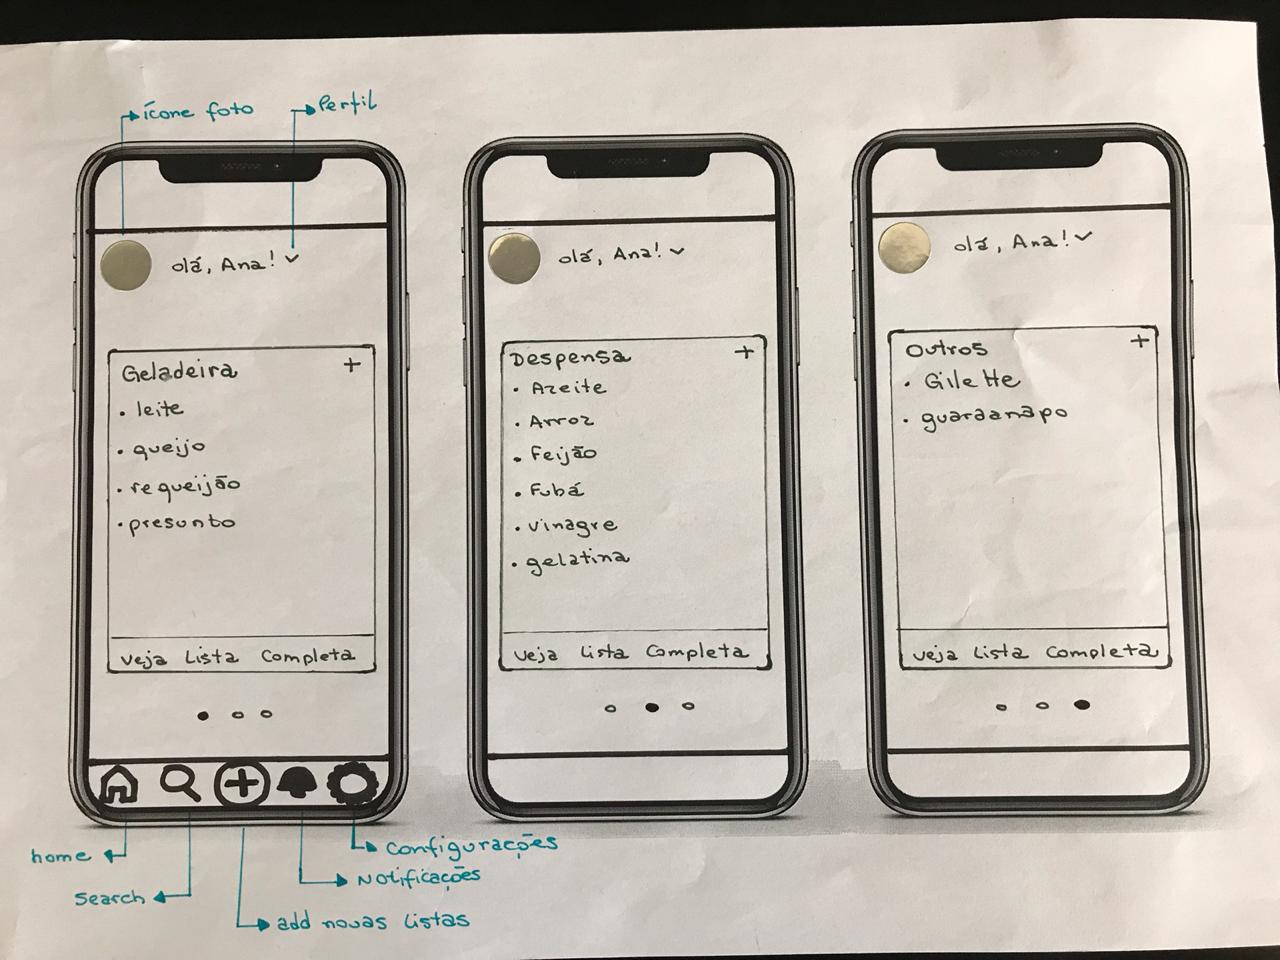 ícone foto
Perfil
olá, Ana!
Geladeira +
• leite
• queijo
• requeijão
• presunto
veja Lista Completa
home
Search
add novas listas
Notificações
configurações
olá, Ana!
Despensa +
• Azeite
• Arroz
• Feijão
• Fubá
• vinagre
• gelatina
veja Lista Completa
olá, Ana!
Outros +
• Gilette
• guaraanapo
veja Lista Completa